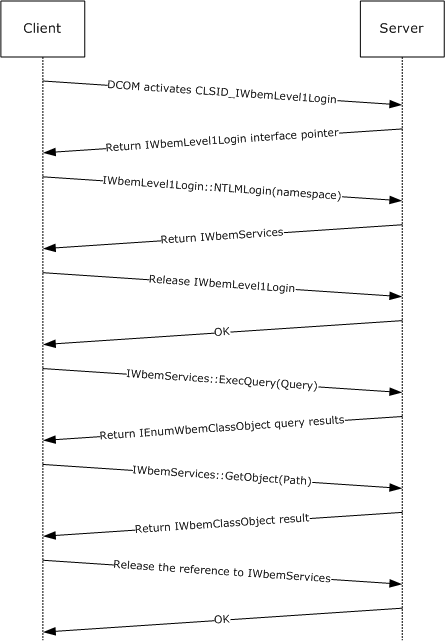 Client
Server
DCOM activates CLSID_IWbemLevel1Login
Return IWbemLevel1Login interface pointer
IWbemLevel1Login::NTLMLogin(namespace)
Return IWbemServices
Release IWbemLevel1Login
OK
IWbemServices::ExecQuery(Query)
Return IEnumWbemClassObject query results
IWbemServices::GetObject(Path)
Return IWbemClassObject result
Release the reference to IWbemServices
OK